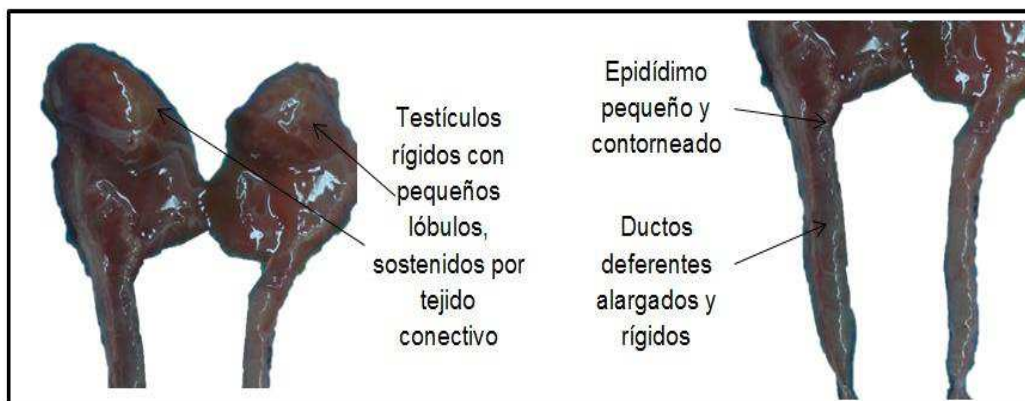 Testículos
rígidos con
pequeños
lóbulos,
sostenidos por
tejido
conectivo
Epidídimo
pequeño y
contorneado
Ductos
deferentes
alargados y
rígidos